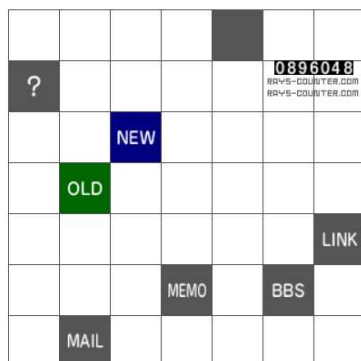 0896048
RAYS-COUNTER.COM
RAYS-COUNTER.COM
?
NEW
OLD
LINK
MEMO BBS
MAIL